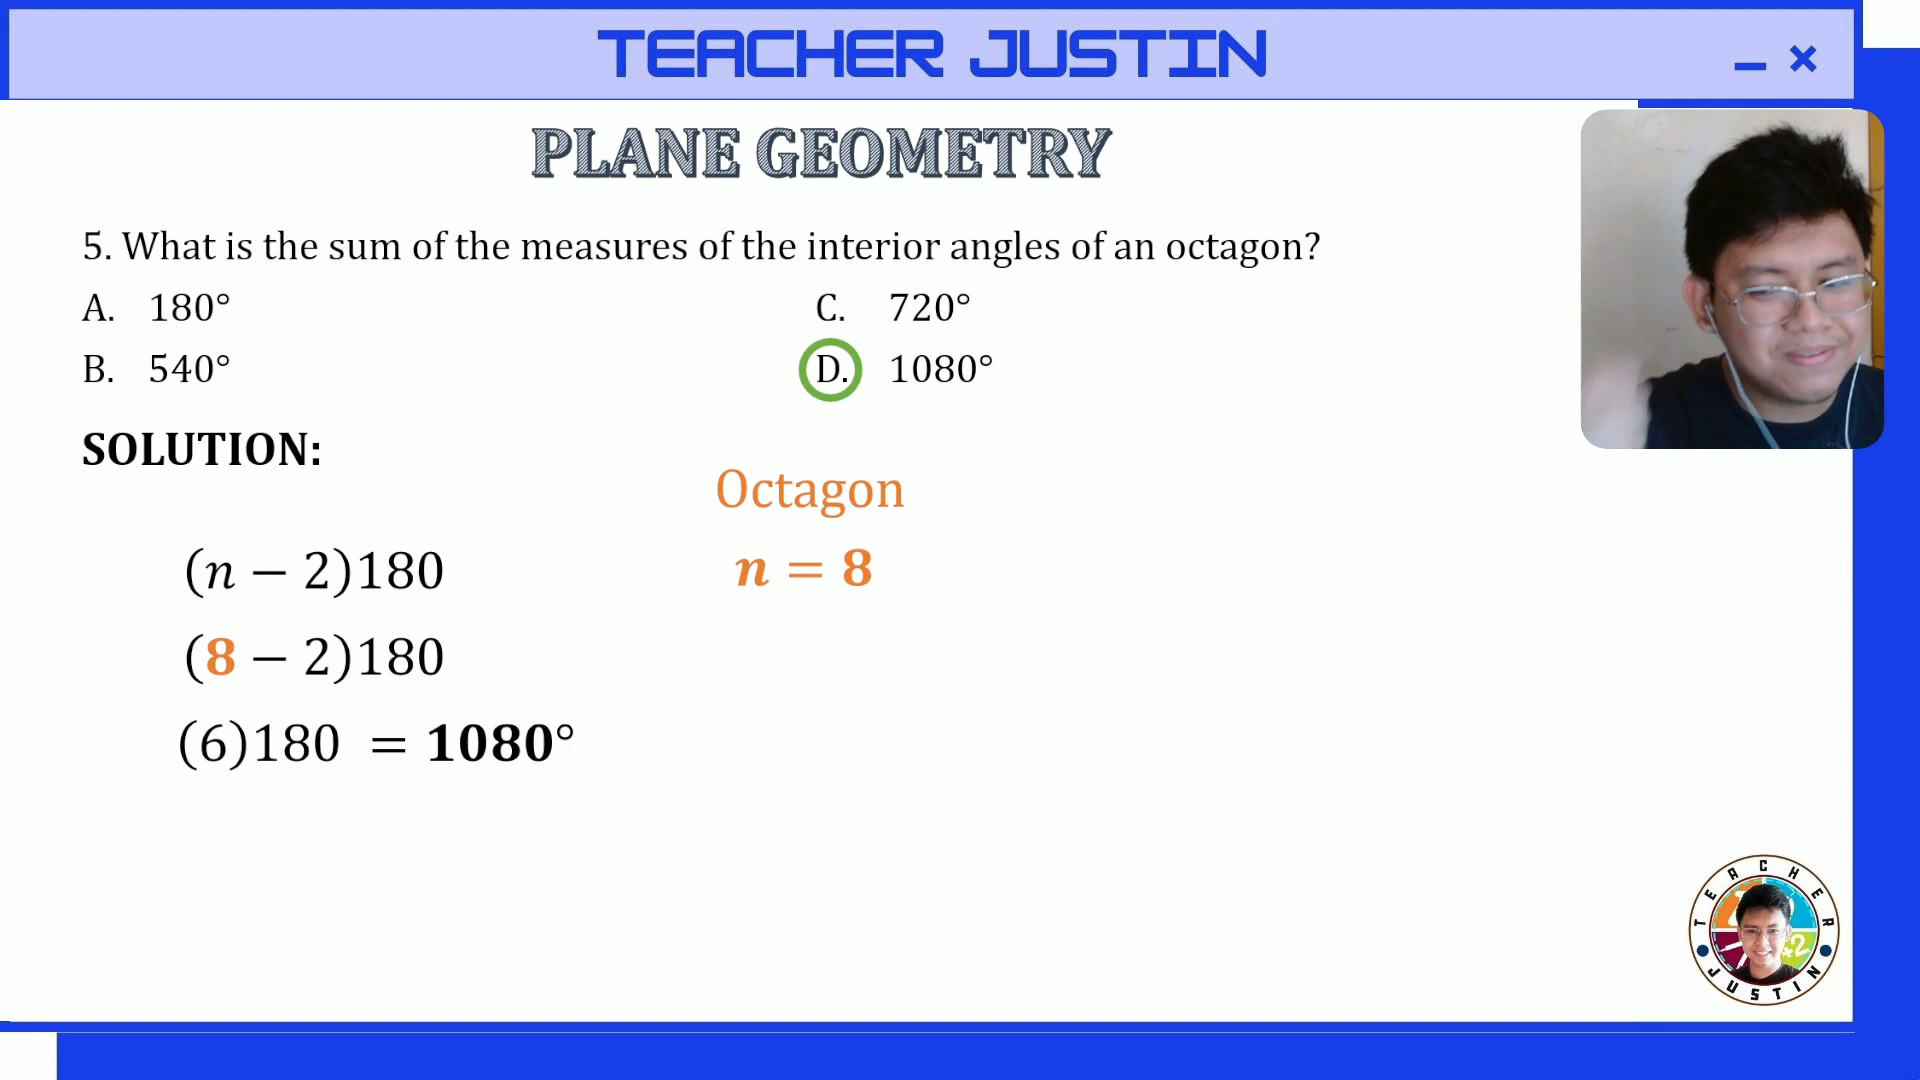 TEACHER JUSTIN
PLANE GEOMETRY
5. What is the sum of the measures of the interior angles of an octagon?
A. 180°
B. 540°
C. 720°
D. 1080°
SOLUTION:
Octagon
n = 8
(n − 2)180
(8 − 2)180
(6)180 = 1080°
TEACHER
JUSTIN